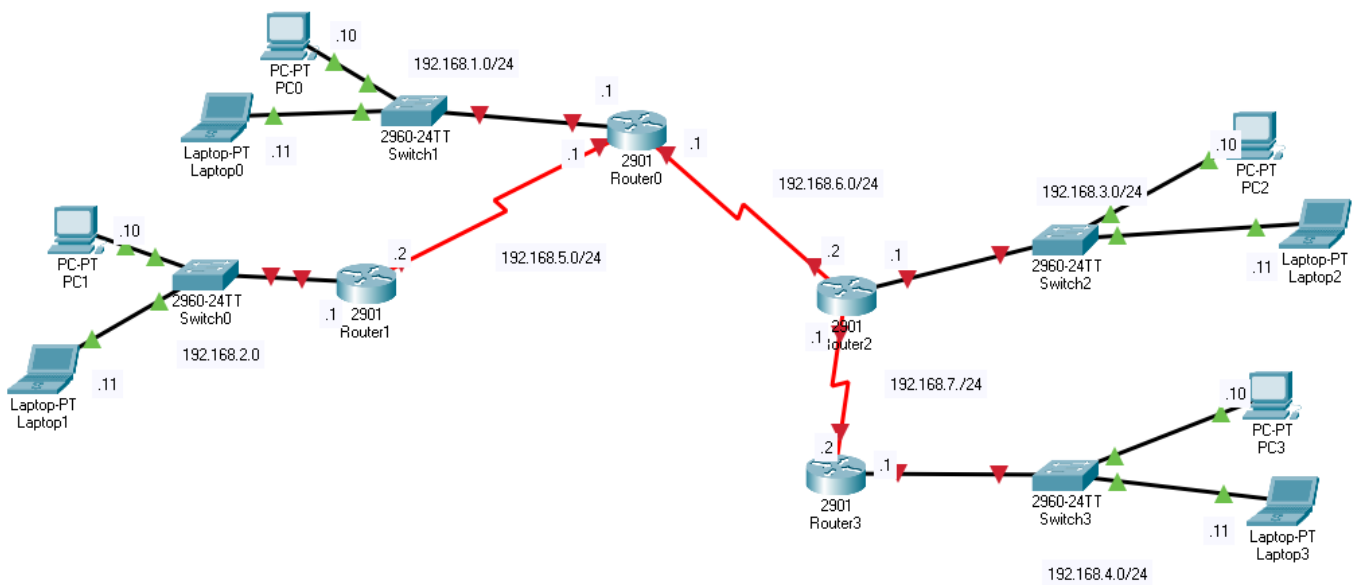 .10
PC-PT
PC0
192.168.1.0/24
.1
2960-24TT
Switch1
.11
Laptop-PT
Laptop0
.1
.1
2901
Router0
192.168.6.0/24
.10
PC-PT
PC2
192.168.3.0/24
2960-24TT
Switch2
.11
Laptop-PT
Laptop2
.10
PC-PT
PC1
.2
192.168.5.0/24
2960-24TT
Switch0
.1
2901
Router1
192.168.2.0
.11
Laptop-PT
Laptop1
.2
.1
2901
.1
192.168.7./24
.10
PC-PT
PC3
.2
.1
2901
Router3
2960-24TT
Switch3
.11
Laptop-PT
Laptop3
192.168.4.0/24